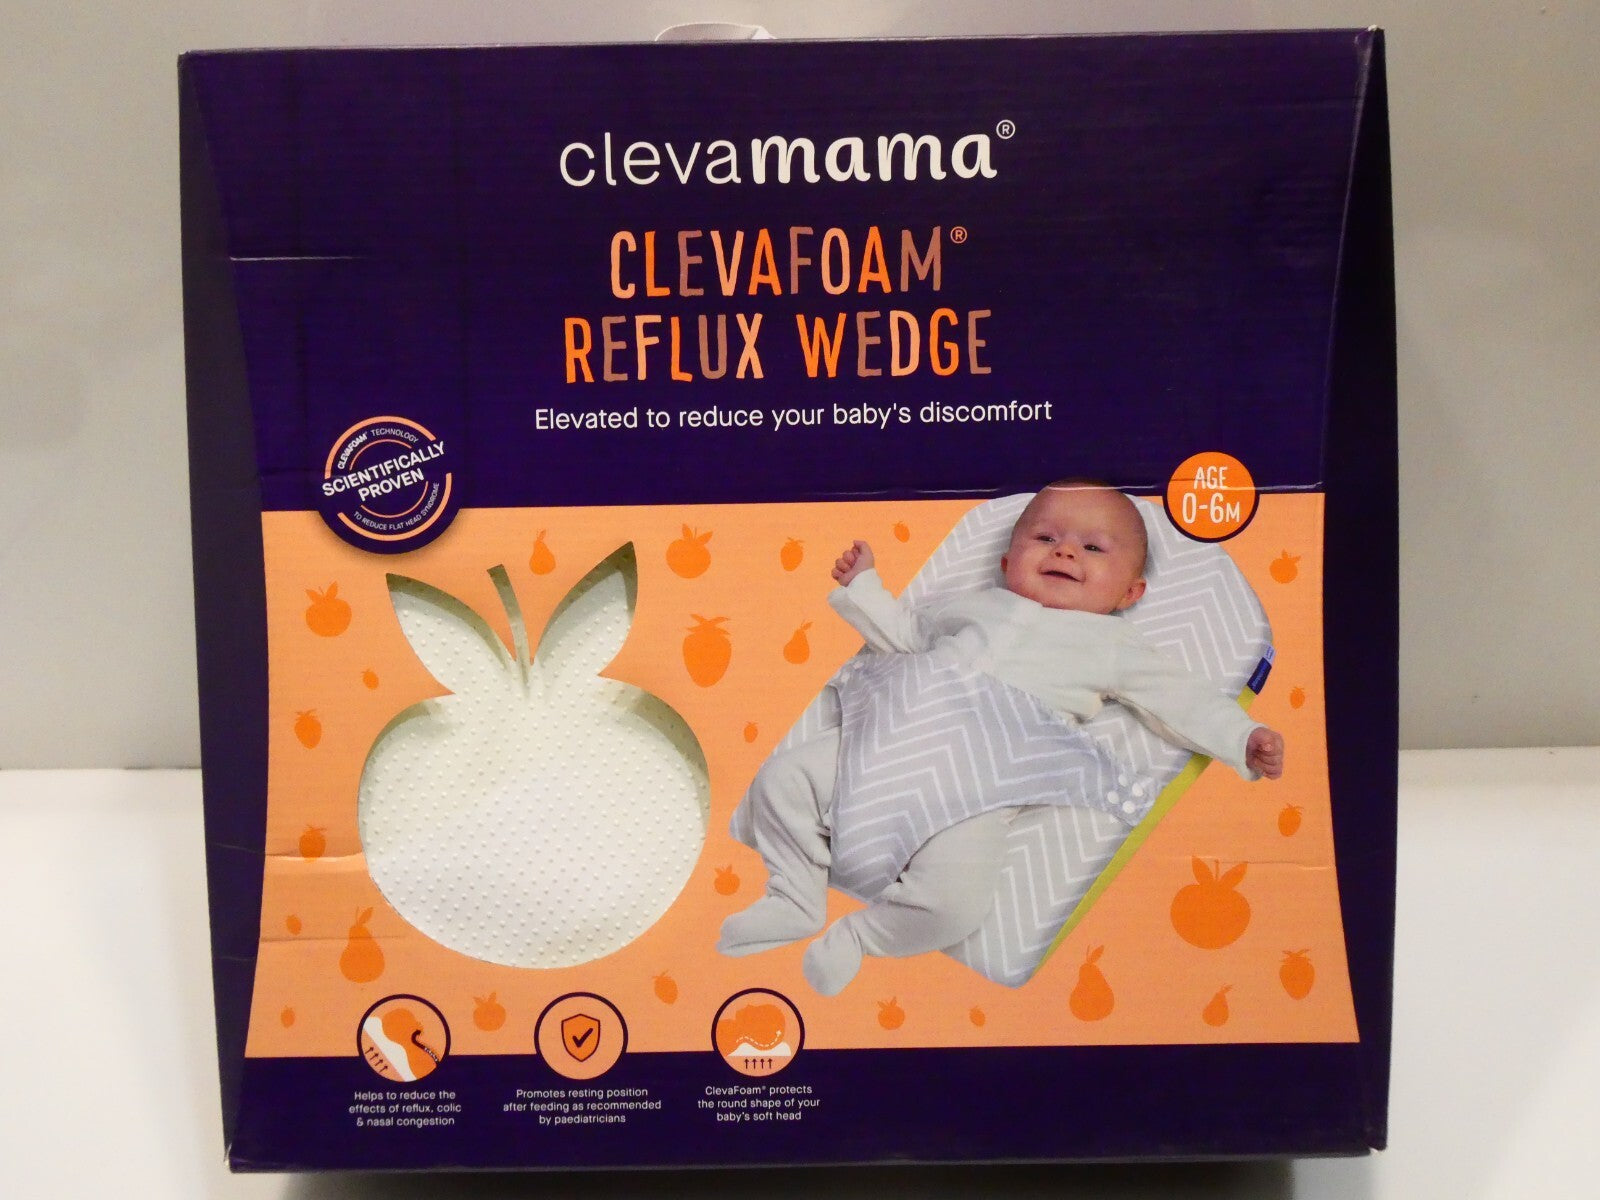 clevamama®
CLEVAFOAM®
REFLUX WEDGE
Elevated to reduce your baby's discomfort
CLEVAFOAM® TECHNOLOGY
SCIENTIFICALLY
PROVEN
TO REDUCE FLAT HEAD SYNDROME
AGE
0-6M
Helps to reduce the
effects of reflux, colic
& nasal congestion
Promotes resting position
after feeding as recommended
by paediatricians
ClevaFoam® protects
the round shape of your
baby's soft head